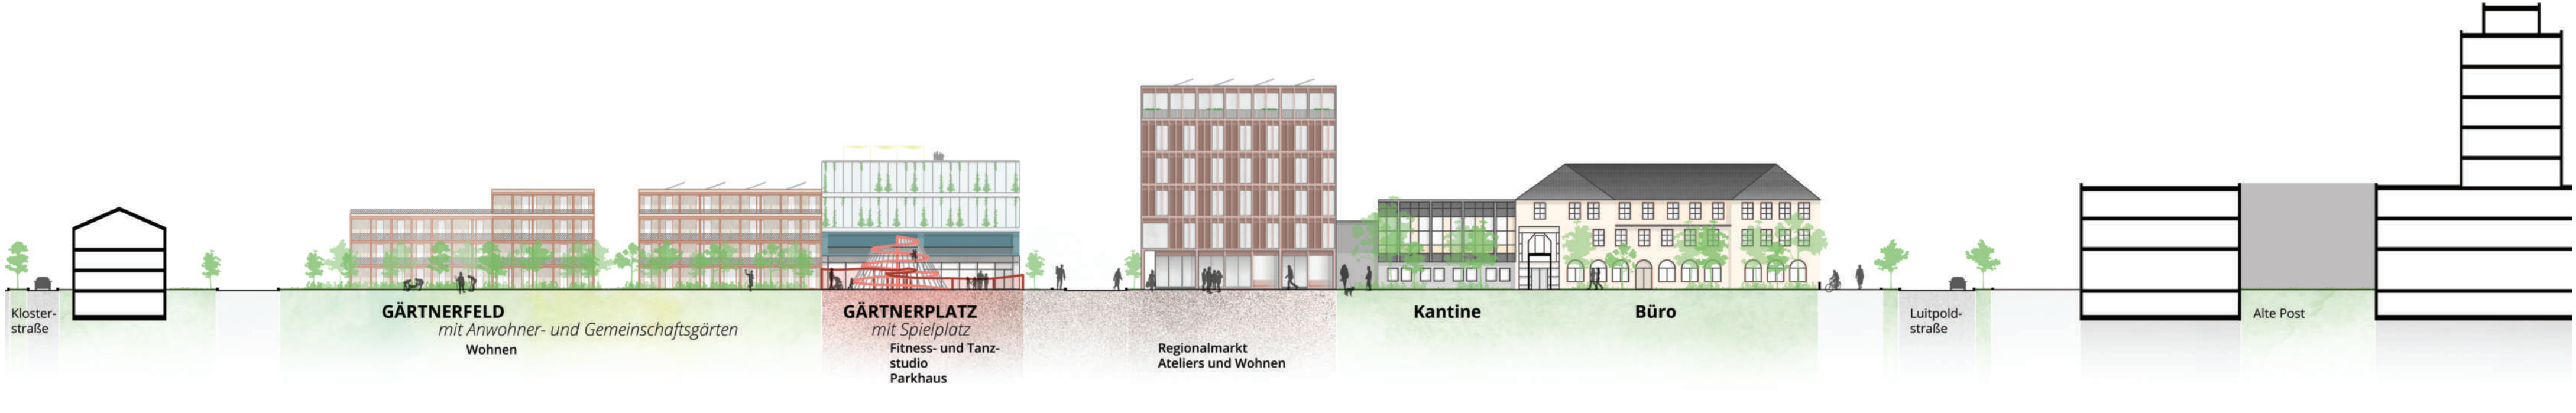 Kloster-
straße
GÄRTNERFELD
mit Anwohner- und Gemeinschaftsgärten
Wohnen
GÄRTNERPLATZ
mit Spielplatz
Fitness- und Tanz-
studio
Parkhaus
Regionalmarkt
Ateliers und Wohnen
Kantine
Büro
Luitpold-
straße
Alte Post